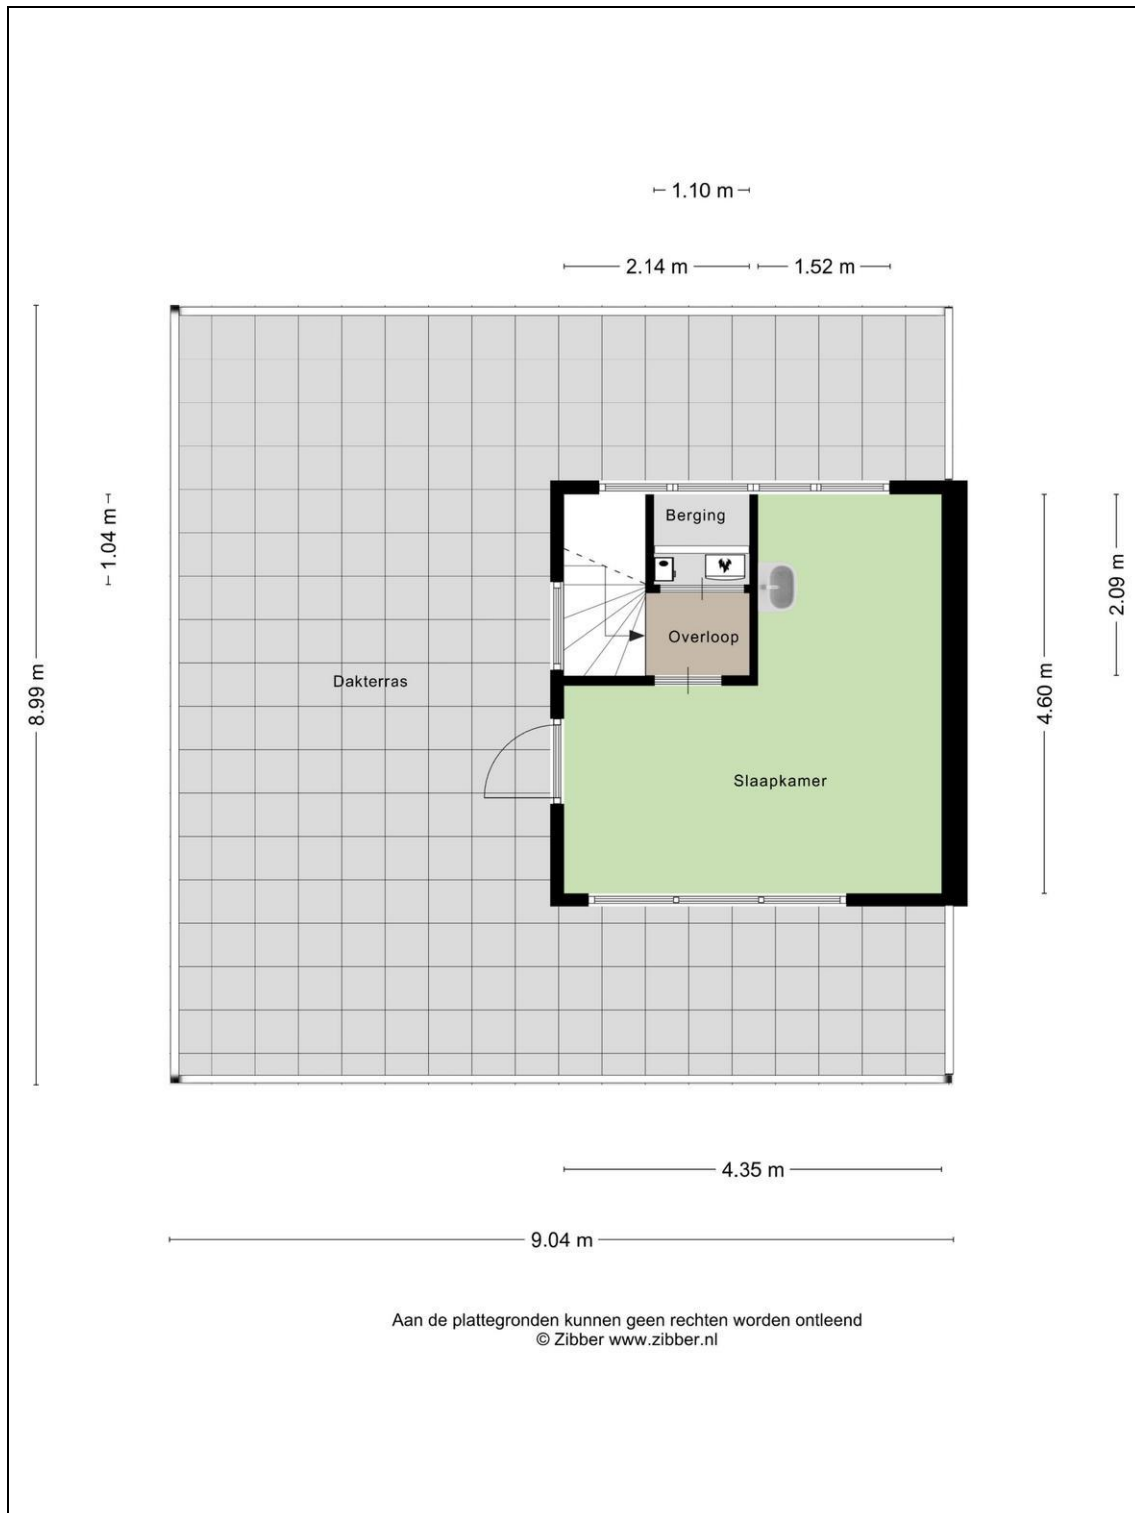 1.10 m
2.14 m
1.52 m
Berging
1.04 m
2.09 m
Overloop
Dakterras
8.99 m
4.60 m
Slaapkamer
4.35 m
9.04 m
Aan de plattegronden kunnen geen rechten worden ontleend
© Zibber www.zibber.nl